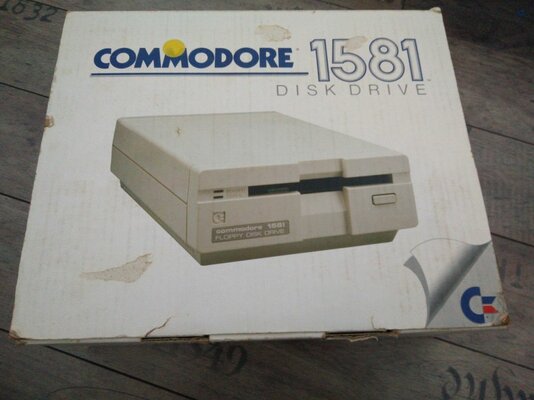 COMMODORE
1581
DISK DRIVE
commodore 1581
FLOPPY DISK DRIVE